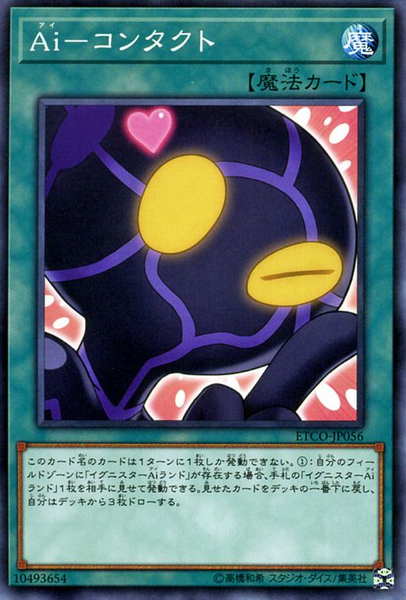 アイ
Ai－コンタクト
魔
【魔法カード】
ETCO-JP056
このカード名のカードは1ターンに1枚しか発動できない。①:自分のフィー
ルドゾーンに「イグニスターAiランド」が存在する場合、手札の「イグニスターAi
ランド」1枚を相手に見せて発動できる。見せたカードをデッキの一番下に戻し、
自分はデッキから3枚ドローする。
10493654
©高橋和希 スタジオ・ダイス/集英社